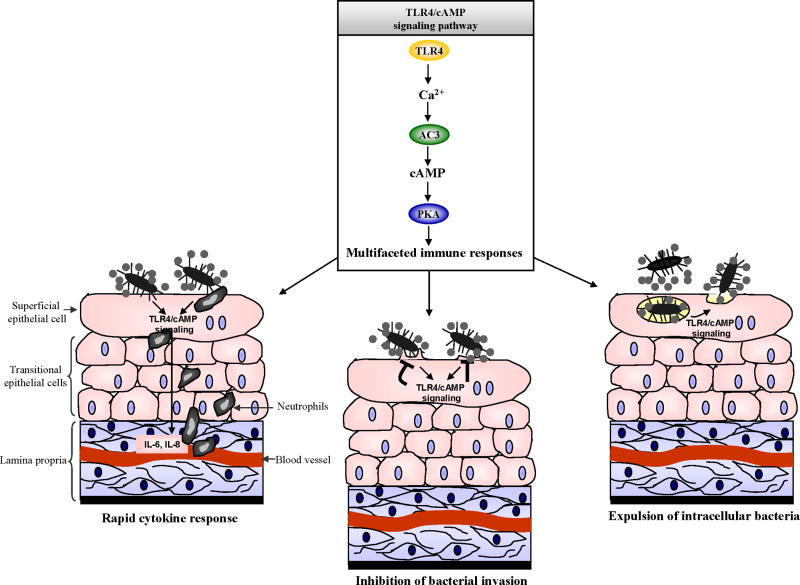 TLR4/cAMP
signaling pathway
TLR4
Ca²⁺
AC3
cAMP
PKA
Multifaceted immune responses
Superficial
epithelial cell
TLR4/cAMP
signaling
Transitional
epithelial cells
Neutrophils
IL-6, IL-8
Lamina propria
Blood vessel
Rapid cytokine response
TLR4/cAMP
signaling
Inhibition of bacterial invasion
TLR4/cAMP
signaling
Expulsion of intracellular bacteria